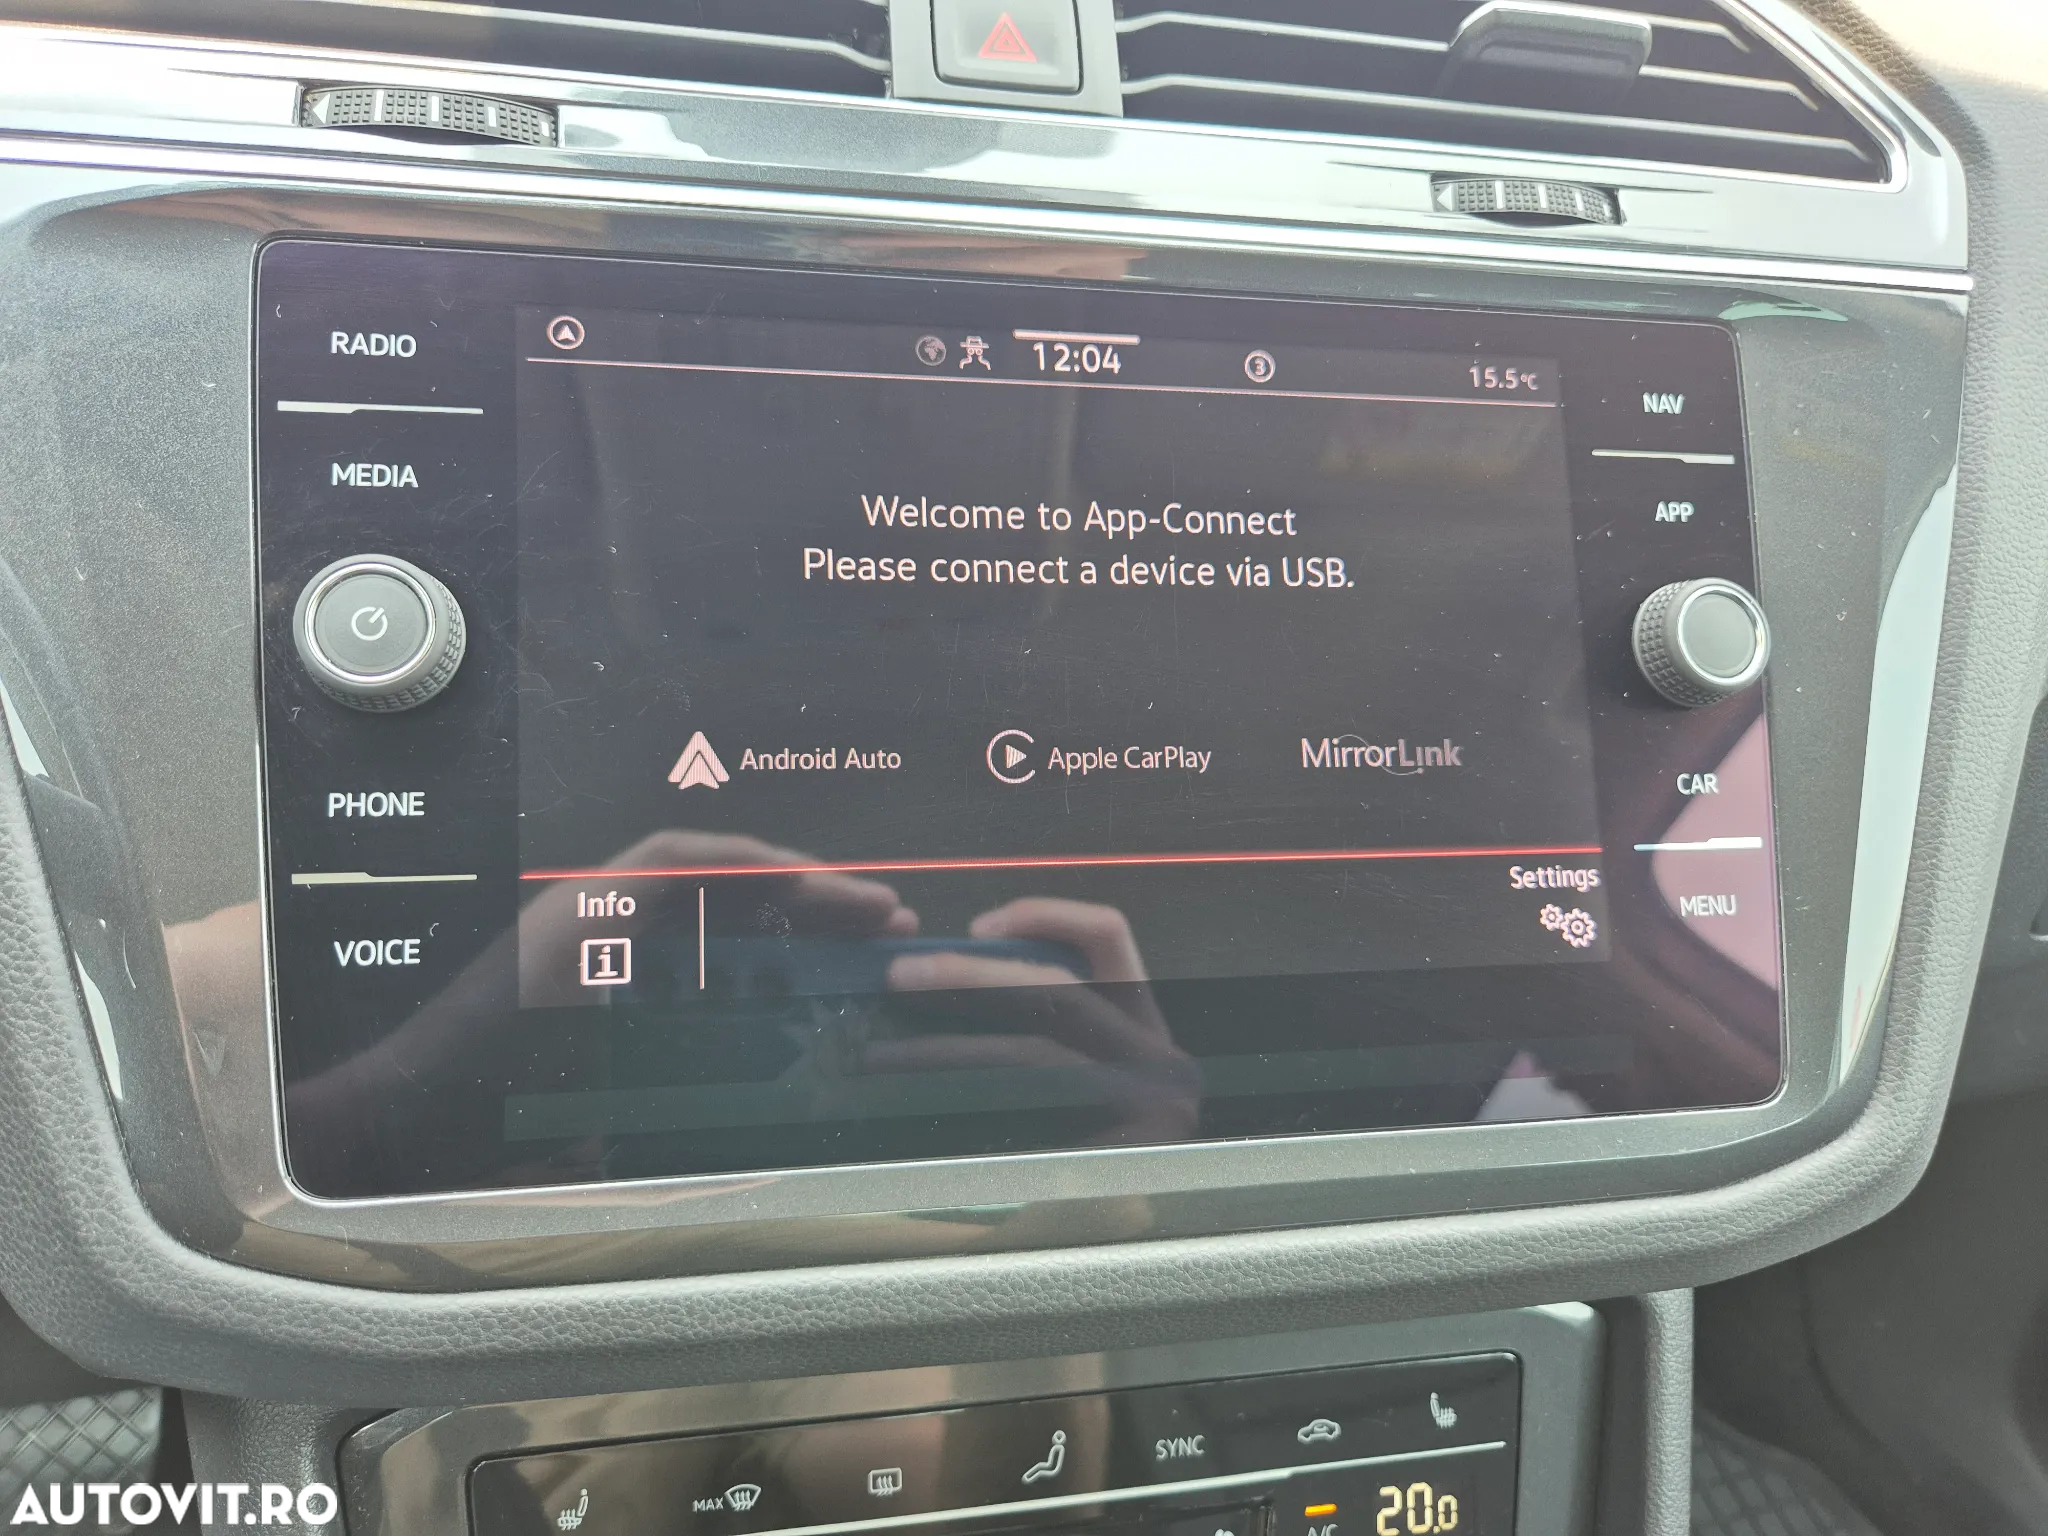 RADIO
MEDIA
PHONE
VOICE
12:04
3
15.5°C
Welcome to App-Connect
Please connect a device via USB.
Android Auto
Apple CarPlay
MirrorLink
Info
i
Settings
NAV
APP
CAR
MENU
MAX
SYNC
A/C
20.0
AUTOVIT.RO